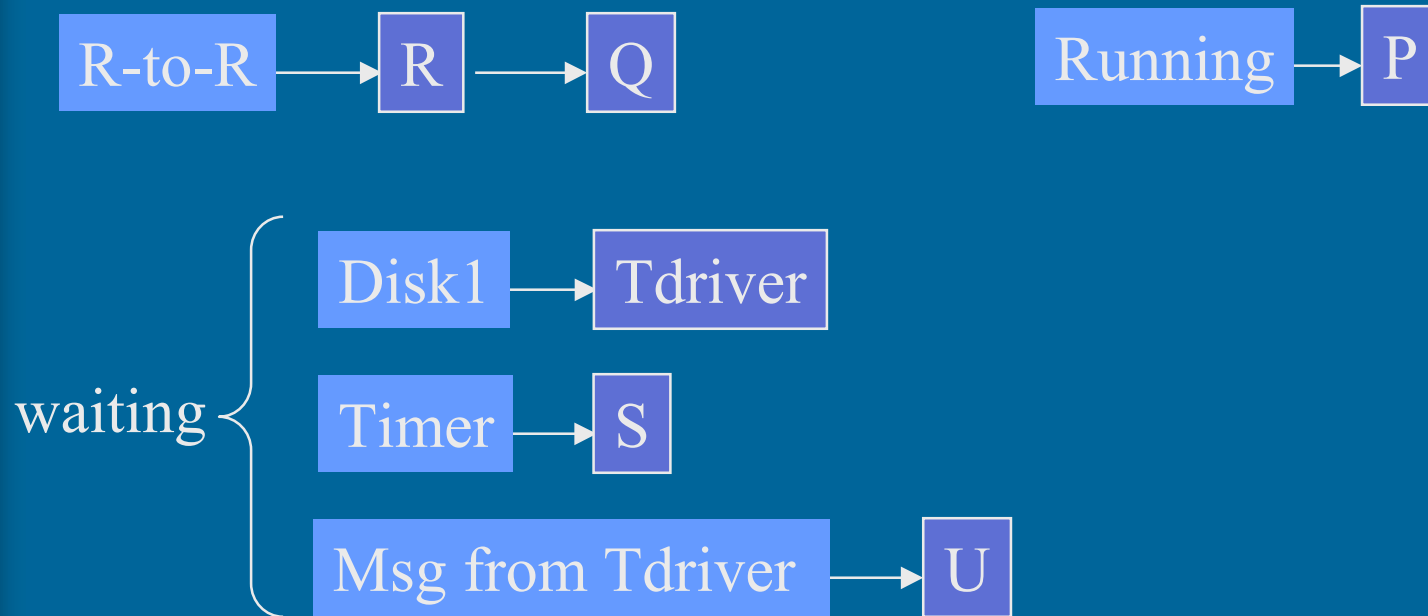 R-to-R R Q Running P
Disk1 Tdriver
waiting Timer S
Msg from Tdriver U